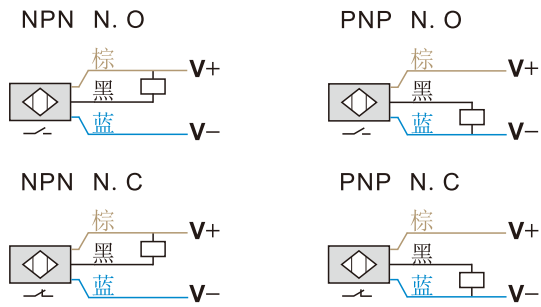 NPN N. O
棕 V+
黑
蓝 V−
PNP N. O
棕 V+
黑
蓝 V−
NPN N. C
棕 V+
黑
蓝 V−
PNP N. C
棕 V+
黑
蓝 V−